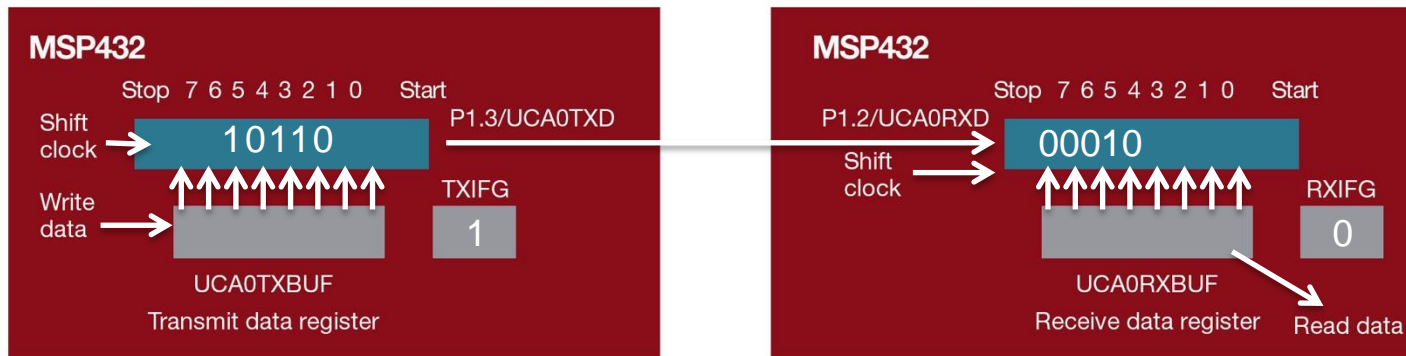 MSP432
Stop 7 6 5 4 3 2 1 0 Start
Shift
clock
10110
P1.3/UCA0TXD
Write
data
TXIFG
1
UCA0TXBUF
Transmit data register
MSP432
Stop 7 6 5 4 3 2 1 0 Start
P1.2/UCA0RXD
00010
Shift
clock
RXIFG
0
UCA0RXBUF
Receive data register
Read data